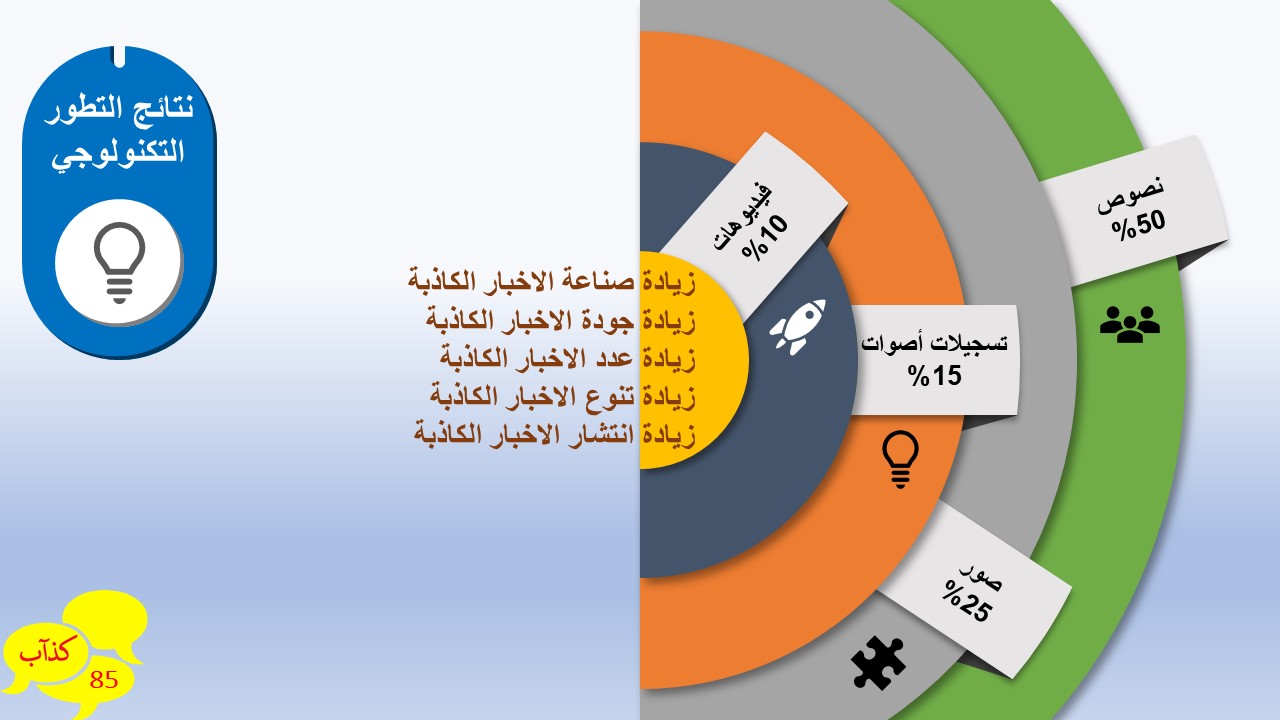 نتائج التطور
التكنولوجي
فيديوهات
%10
نصوص
%50
تسجيلات أصوات
%15
صور
%25
زيادة صناعة الاخبار الكاذبة
زيادة جودة الاخبار الكاذبة
زيادة عدد الاخبار الكاذبة
زيادة تنوع الاخبار الكاذبة
زيادة انتشار الاخبار الكاذبة
كذآب
85